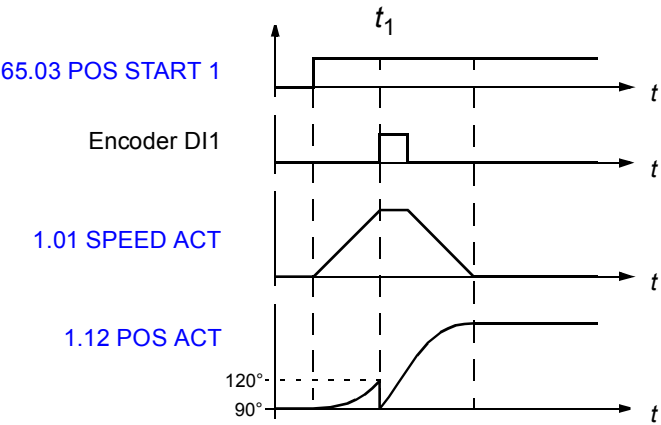 t1
65.03 POS START 1
t
Encoder DI1
t
1.01 SPEED ACT
t
1.12 POS ACT
120°
90°
t